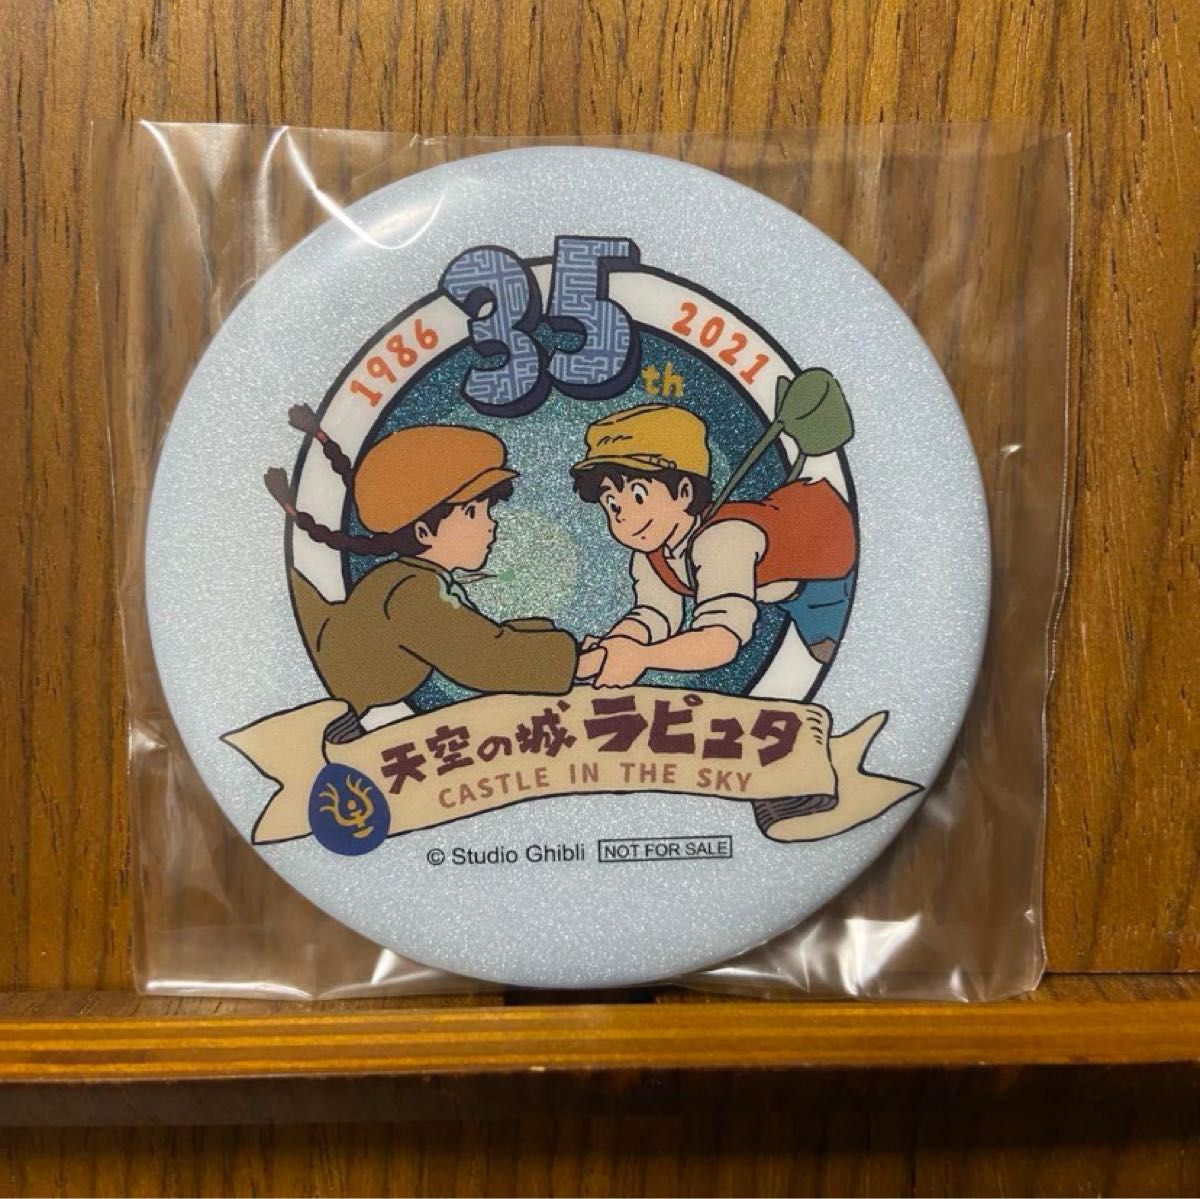 1986
35th
2021
天空の城ラピュタ
CASTLE IN THE SKY
© Studio Ghibli NOT FOR SALE